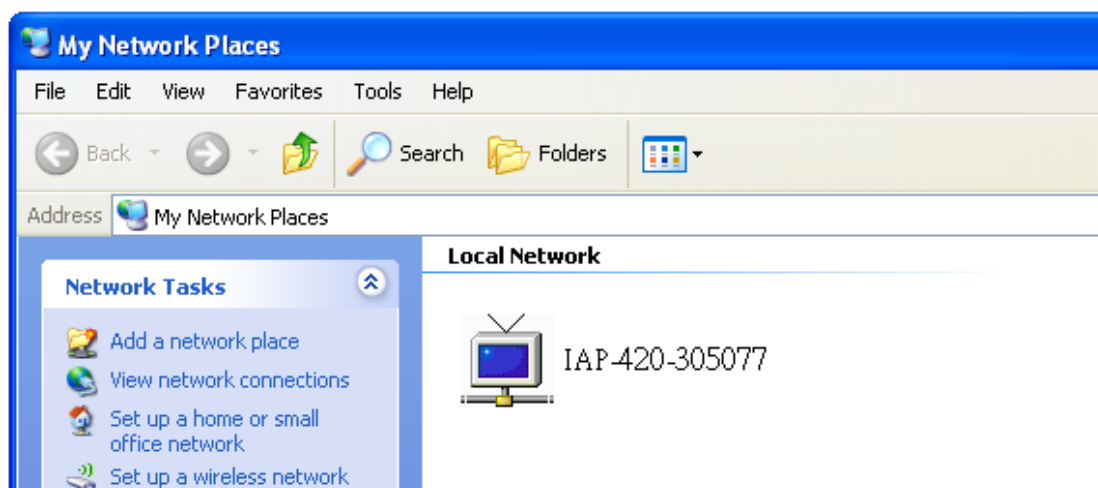 My Network Places
File Edit View Favorites Tools Help
Back Search Folders
Address My Network Places
Network Tasks
Add a network place
View network connections
Set up a home or small
office network
Set up a wireless network
Local Network
IAP-420-305077